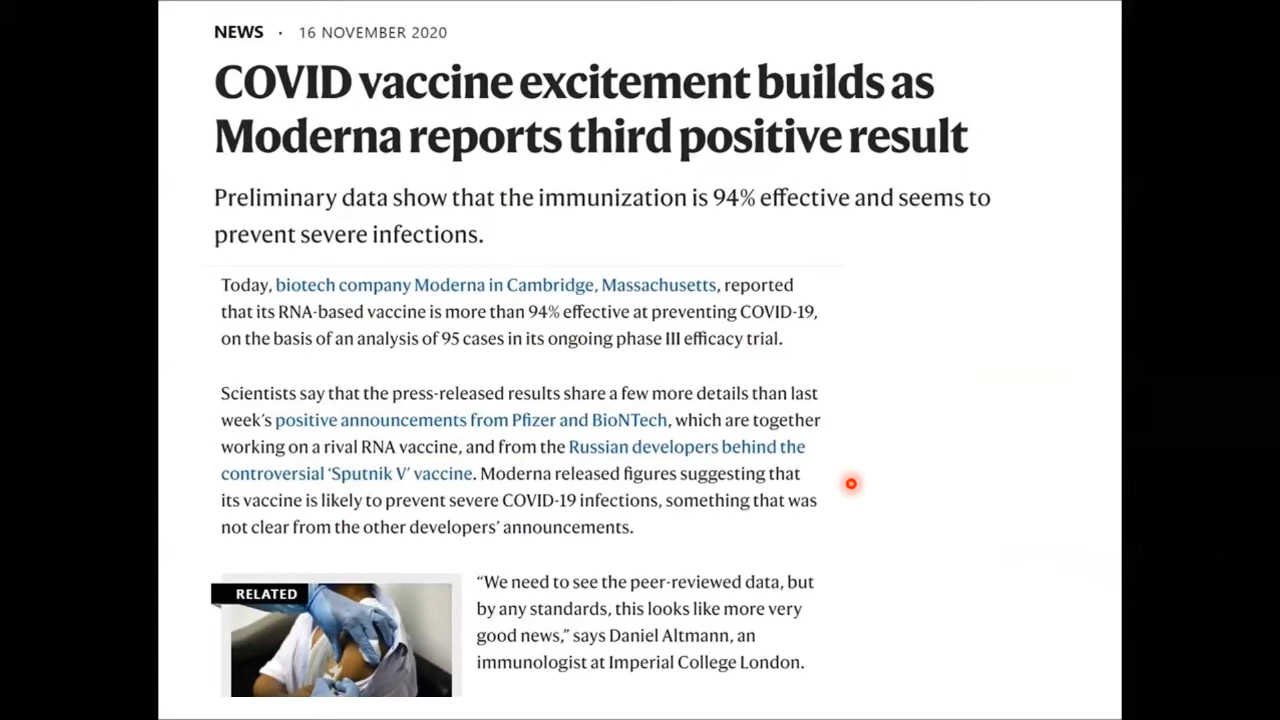 NEWS · 16 NOVEMBER 2020
COVID vaccine excitement builds as
Moderna reports third positive result
Preliminary data show that the immunization is 94% effective and seems to
prevent severe infections.
Today, biotech company Moderna in Cambridge, Massachusetts, reported
that its RNA-based vaccine is more than 94% effective at preventing COVID-19,
on the basis of an analysis of 95 cases in its ongoing phase III efficacy trial.
Scientists say that the press-released results share a few more details than last
week’s positive announcements from Pfizer and BioNTech, which are together
working on a rival RNA vaccine, and from the Russian developers behind the
controversial ‘Sputnik V’ vaccine. Moderna released figures suggesting that
its vaccine is likely to prevent severe COVID-19 infections, something that was
not clear from the other developers’ announcements.
RELATED
“We need to see the peer-reviewed data, but
by any standards, this looks like more very
good news,” says Daniel Altmann, an
immunologist at Imperial College London.